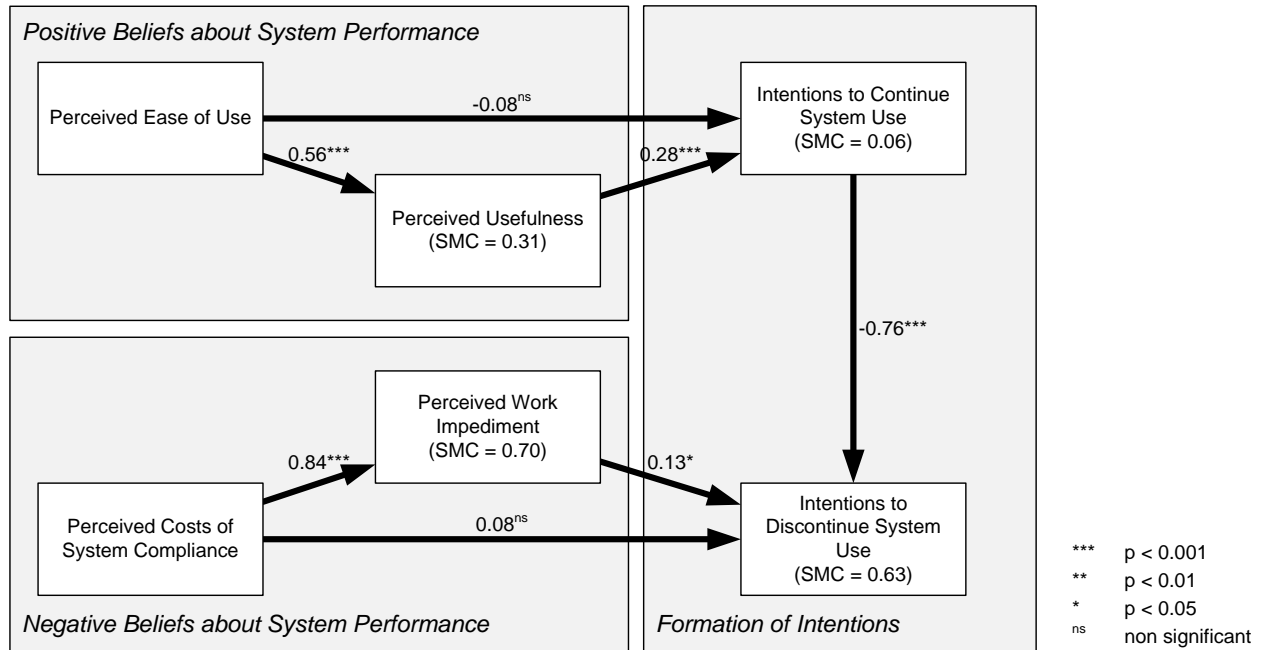 Positive Beliefs about System Performance
Perceived Ease of Use
-0.08ns
Intentions to Continue
System Use
(SMC = 0.06)
0.56***
0.28***
Perceived Usefulness
(SMC = 0.31)
-0.76***
Perceived Work
Impediment
(SMC = 0.70)
0.84***
0.13*
Perceived Costs of
System Compliance
0.08ns
Intentions to
Discontinue System
Use
(SMC = 0.63)
Negative Beliefs about System Performance
Formation of Intentions
*** p < 0.001
** p < 0.01
* p < 0.05
ns non significant